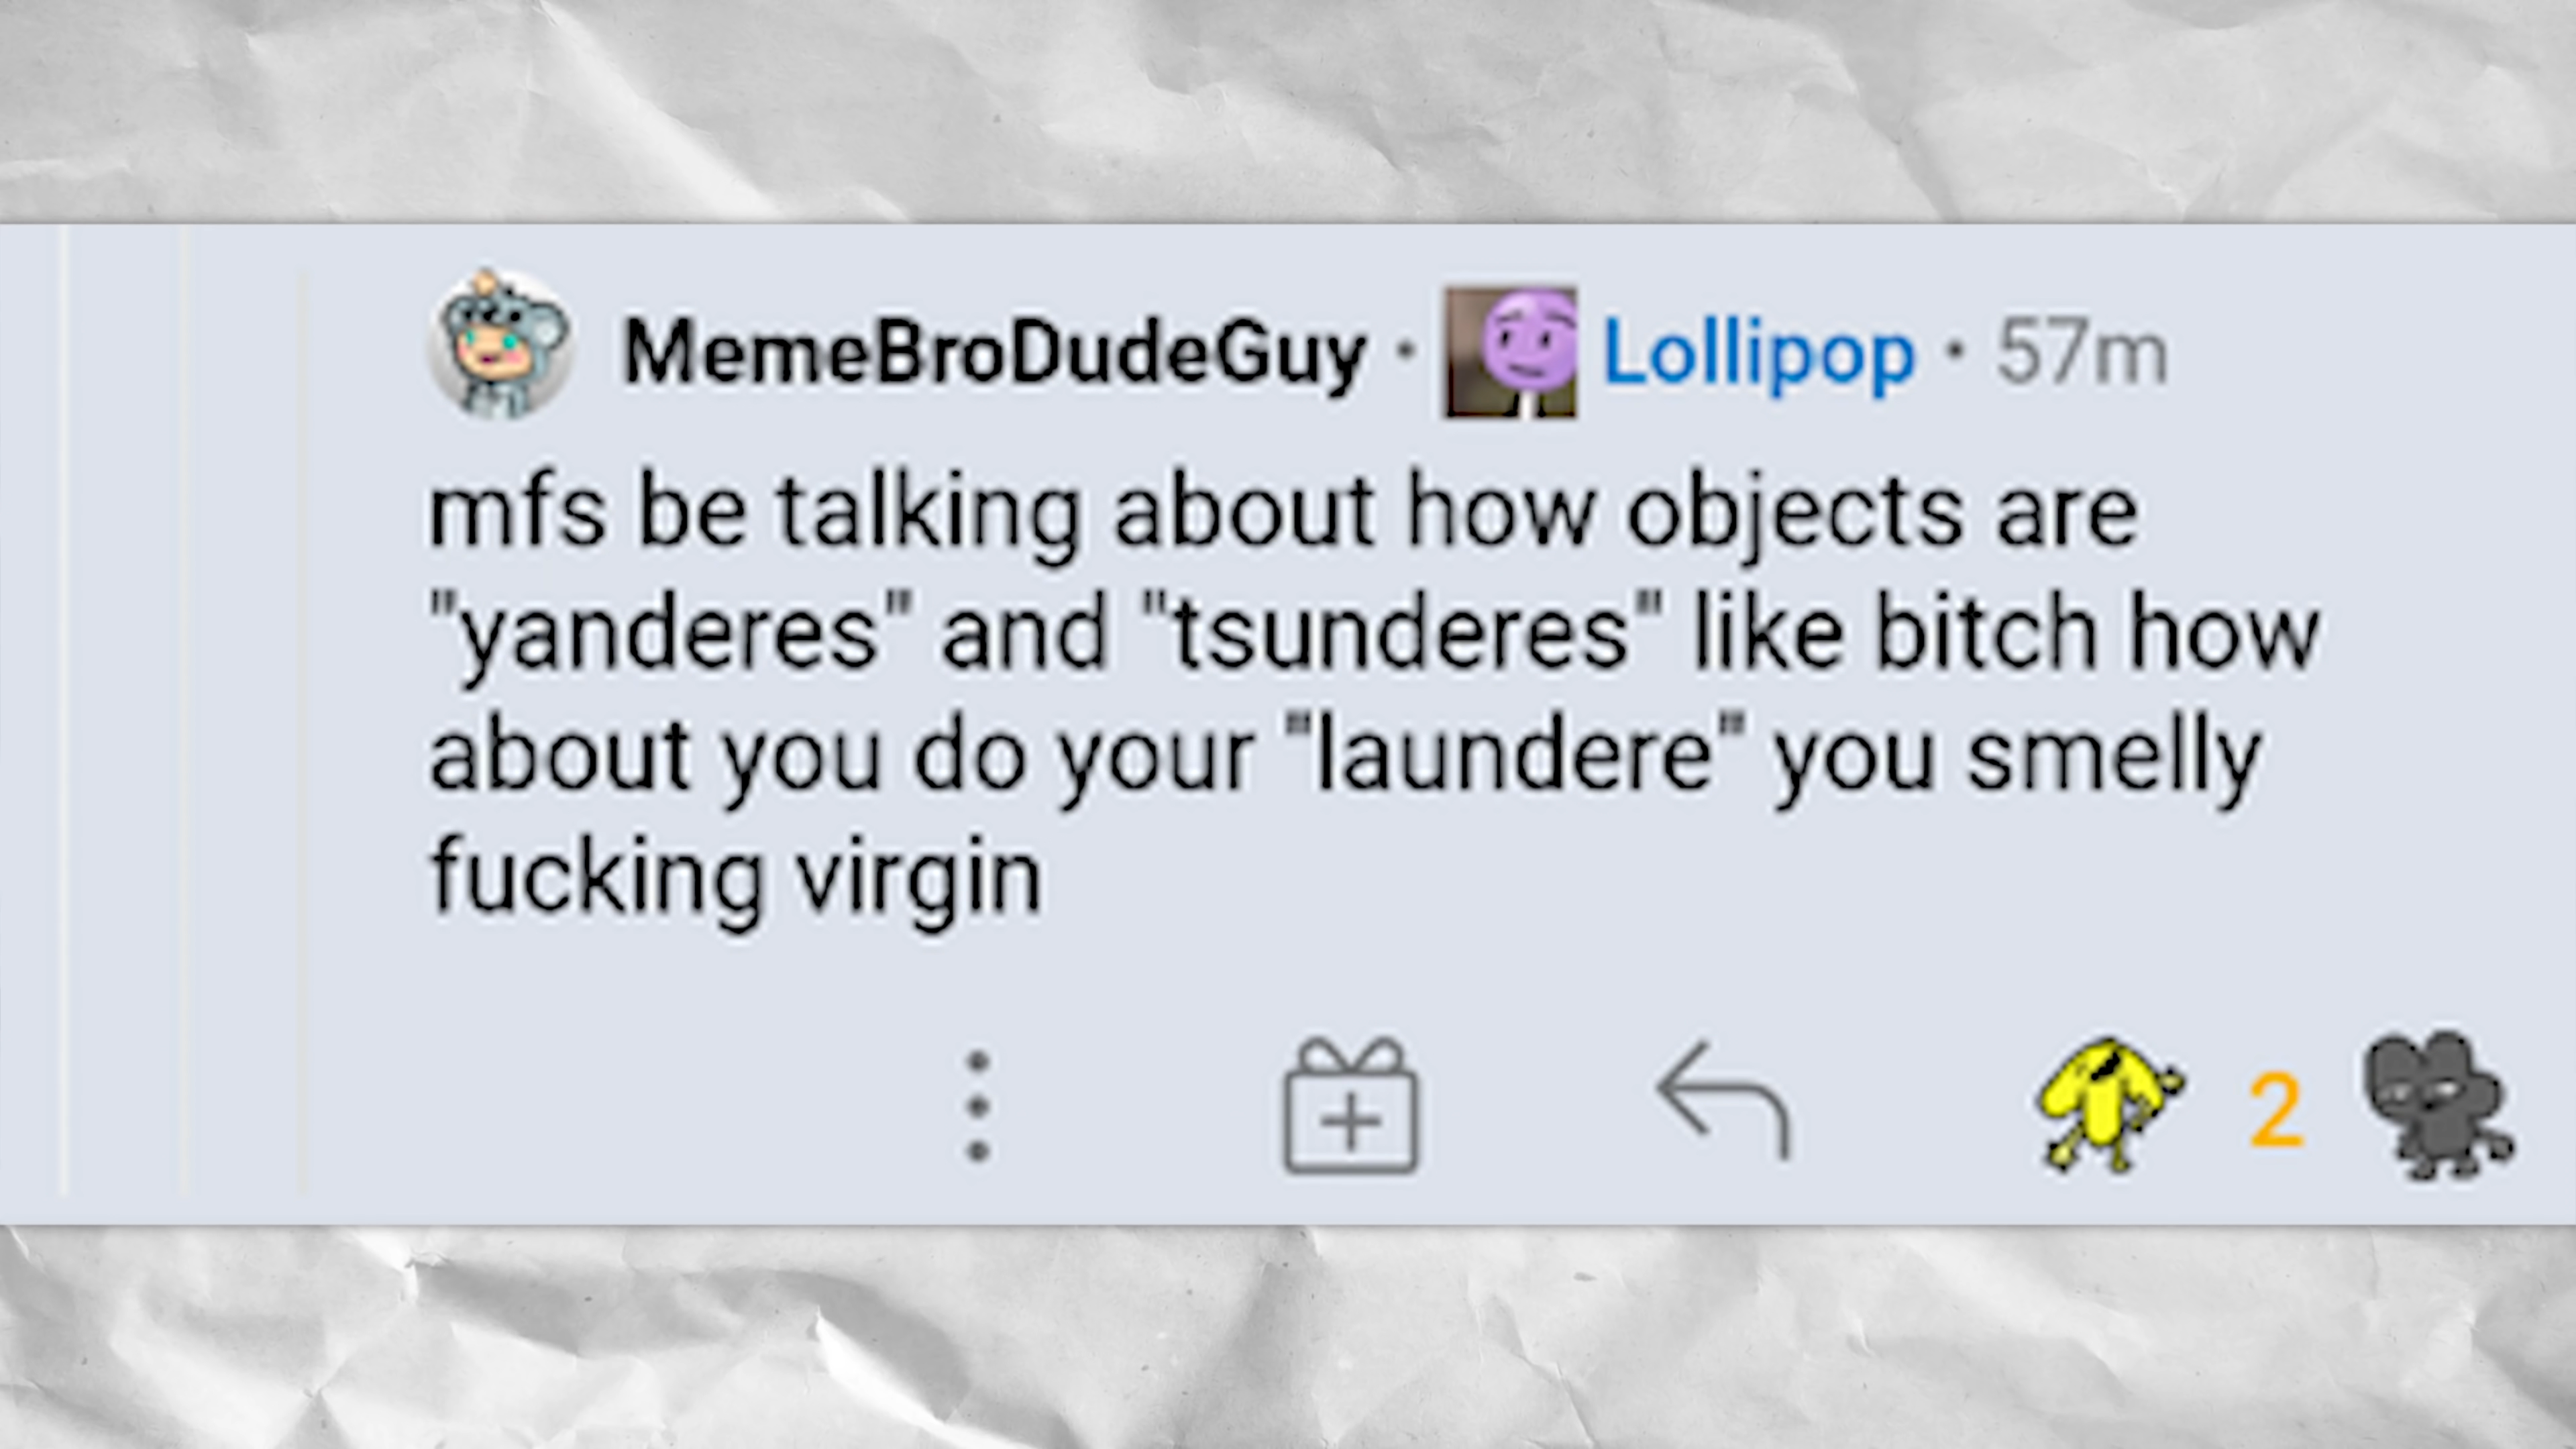 MemeBroDudeGuy · Lollipop · 57m
mfs be talking about how objects are
"yanderes" and "tsunderes" like bitch how
about you do your "laundere" you smelly
fucking virgin
2